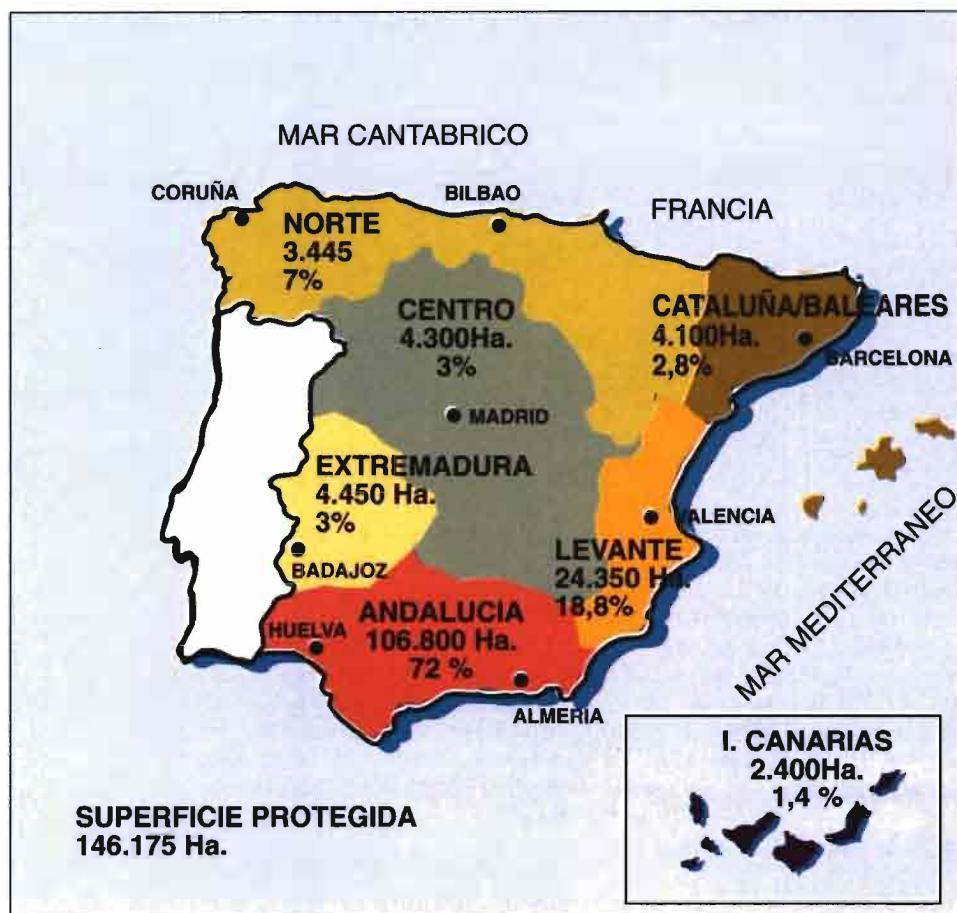 MAR CANTABRICO
CORUÑA
BILBAO
FRANCIA
NORTE
3.445
7%
CENTRO
4.300Ha.
3%
CATALUÑA/BALEARES
4.100Ha.
2,8%
BARCELONA
MADRID
EXTREMADURA
4.450 Ha.
3%
BADAJOZ
VALENCIA
LEVANTE
24.350 Ha.
18,8%
MAR MEDITERRANEO
ANDALUCIA
106.800 Ha.
72 %
HUELVA
ALMERIA
I. CANARIAS
2.400Ha.
1,4 %
SUPERFICIE PROTEGIDA
146.175 Ha.